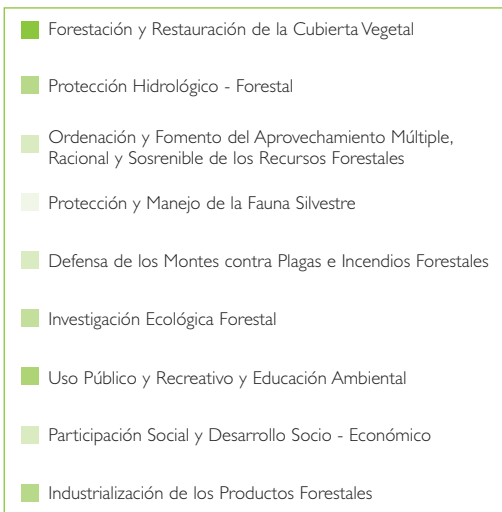 Forestación y Restauración de la Cubierta Vegetal
Protección Hidrológico - Forestal
Ordenación y Fomento del Aprovechamiento Múltiple,
Racional y Sosrenible de los Recursos Forestales
Protección y Manejo de la Fauna Silvestre
Defensa de los Montes contra Plagas e Incendios Forestales
Investigación Ecológica Forestal
Uso Público y Recreativo y Educación Ambiental
Participación Social y Desarrollo Socio - Económico
Industrialización de los Productos Forestales